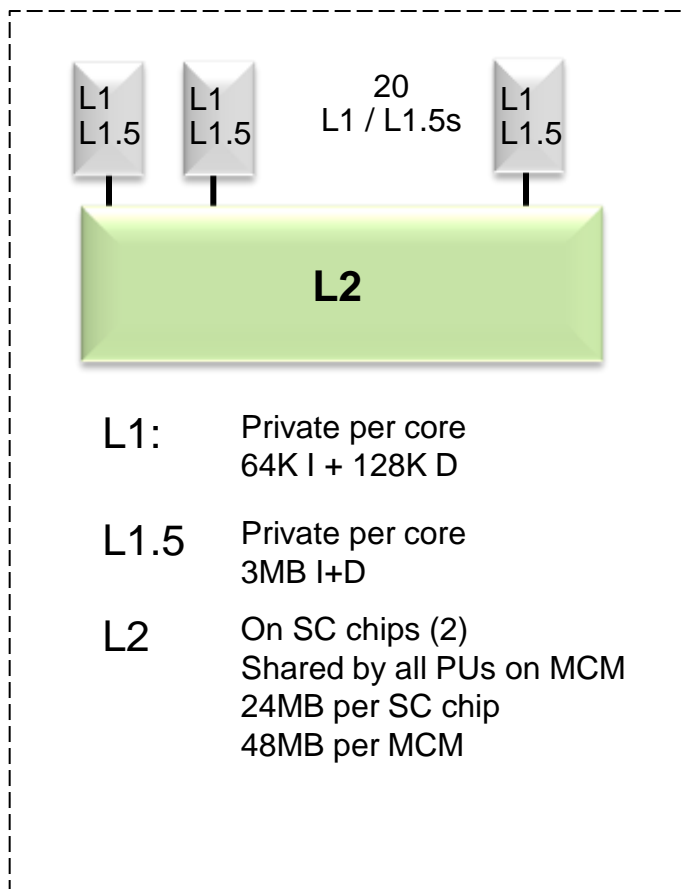 L1
L1.5
L1
L1.5
20
L1 / L1.5s
L1
L1.5
L2
L1: Private per core
64K I + 128K D
L1.5 Private per core
3MB I+D
L2 On SC chips (2)
Shared by all PUs on MCM
24MB per SC chip
48MB per MCM